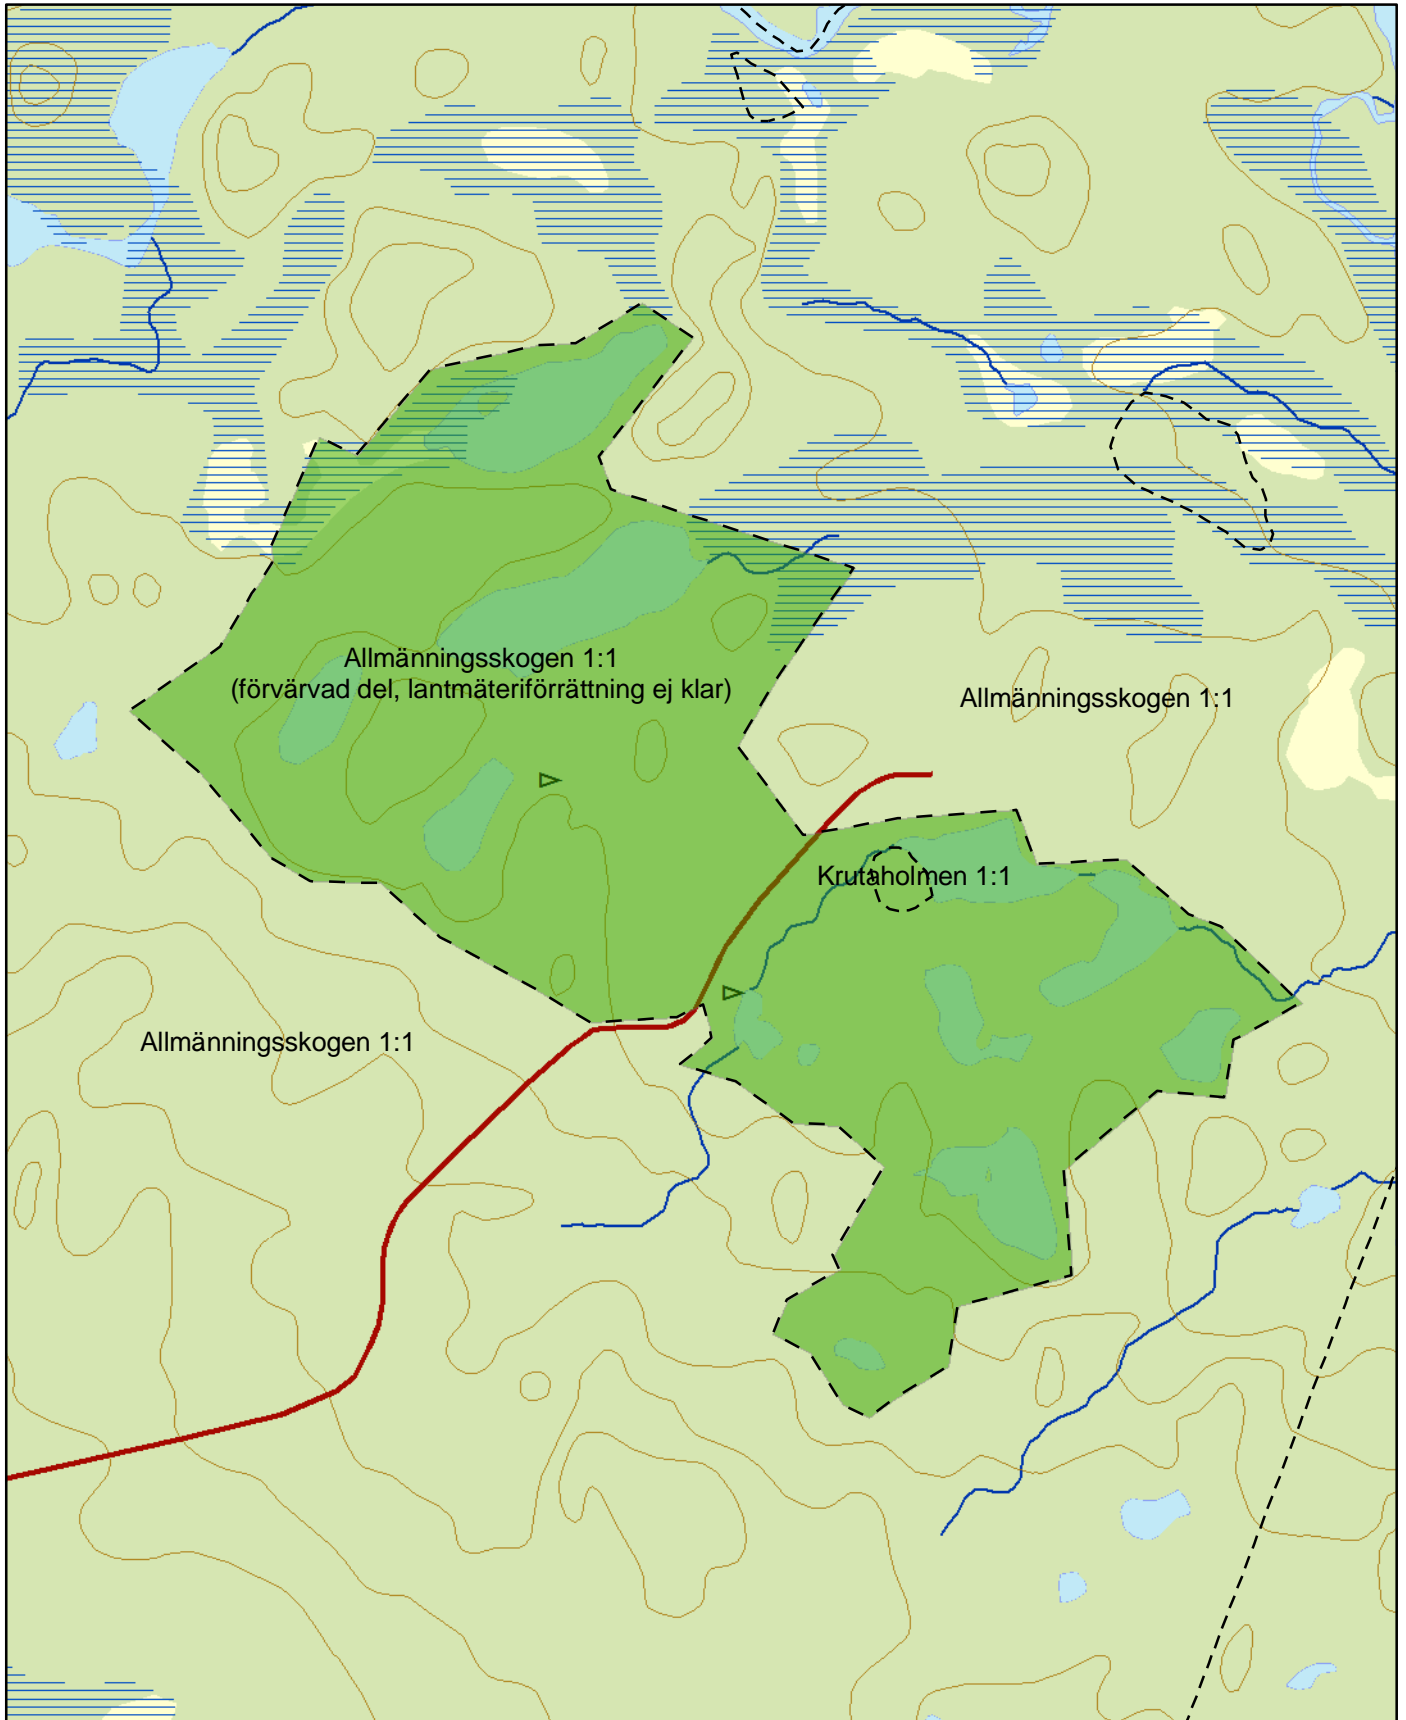 Allmänningsskogen 1:1
(förvärvad del, lantmäteriförrättning ej klar)
Allmänningsskogen 1:1
Krutaholmen 1:1
Allmänningsskogen 1:1